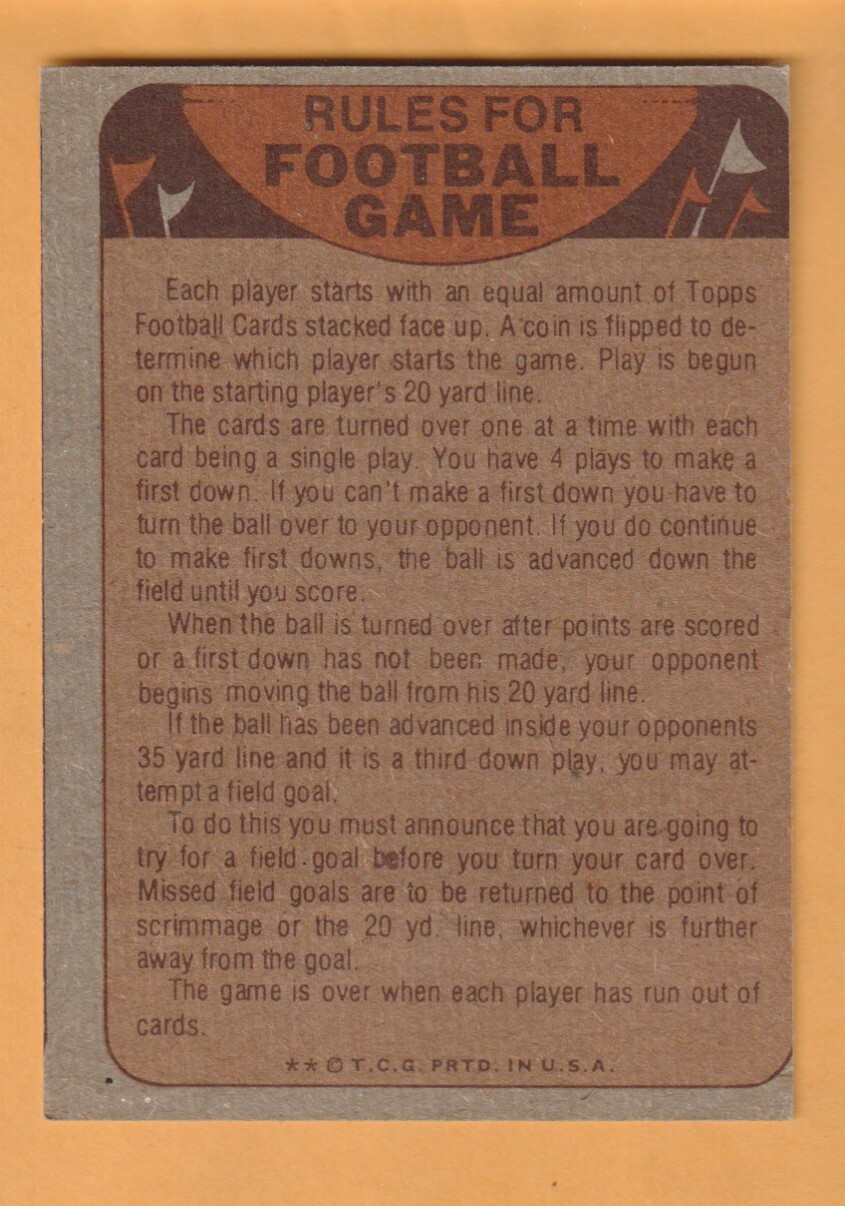 RULES FOR
FOOTBALL
GAME
Each player starts with an equal amount of Topps
Football Cards stacked face up. A coin is flipped to de-
termine which player starts the game. Play is begun
on the starting player's 20 yard line.
The cards are turned over one at a time with each
card being a single play. You have 4 plays to make a
first down. If you can't make a first down you have to
turn the ball over to your opponent. If you do continue
to make first downs, the ball is advanced down the
field until you score.
When the ball is turned over after points are scored
or a first down has not been made, your opponent
begins moving the ball from his 20 yard line.
If the ball has been advanced inside your opponents
35 yard line and it is a third down play, you may at-
tempt a field goal.
To do this you must announce that you are going to
try for a field goal before you turn your card over.
Missed field goals are to be returned to the point of
scrimmage or the 20 yd. line, whichever is further
away from the goal.
The game is over when each player has run out of
cards.
** © T.C.G. PRTD. IN U.S.A.